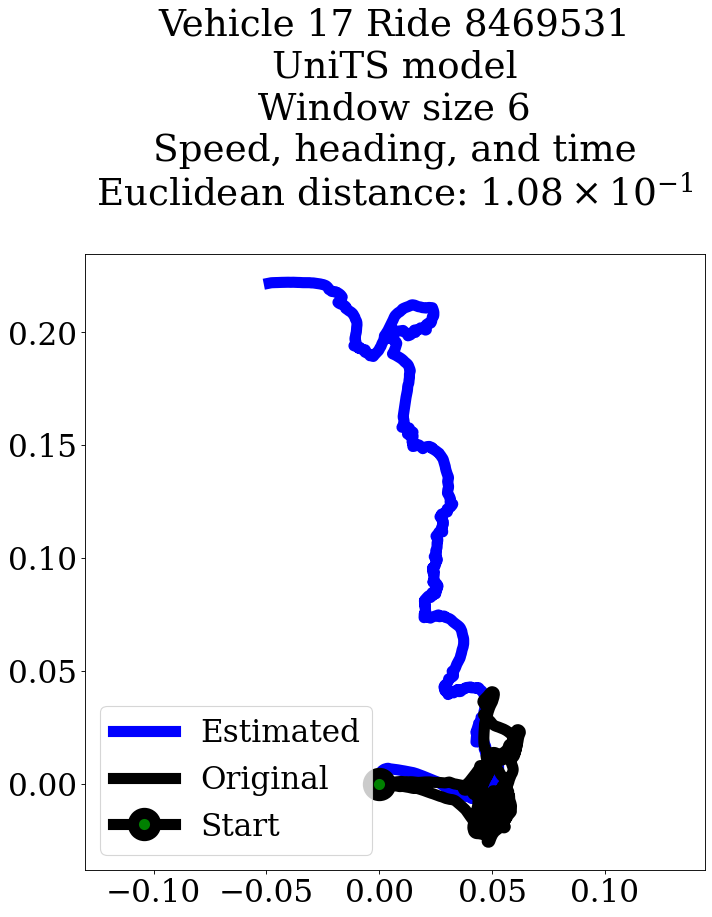 Vehicle 17 Ride 8469531
UniTS model
Window size 6
Speed, heading, and time
Euclidean distance: 1.08 × 10⁻¹
0.20
0.15
0.10
0.05
0.00
Estimated
Original
Start
−0.10 −0.05 0.00 0.05 0.10